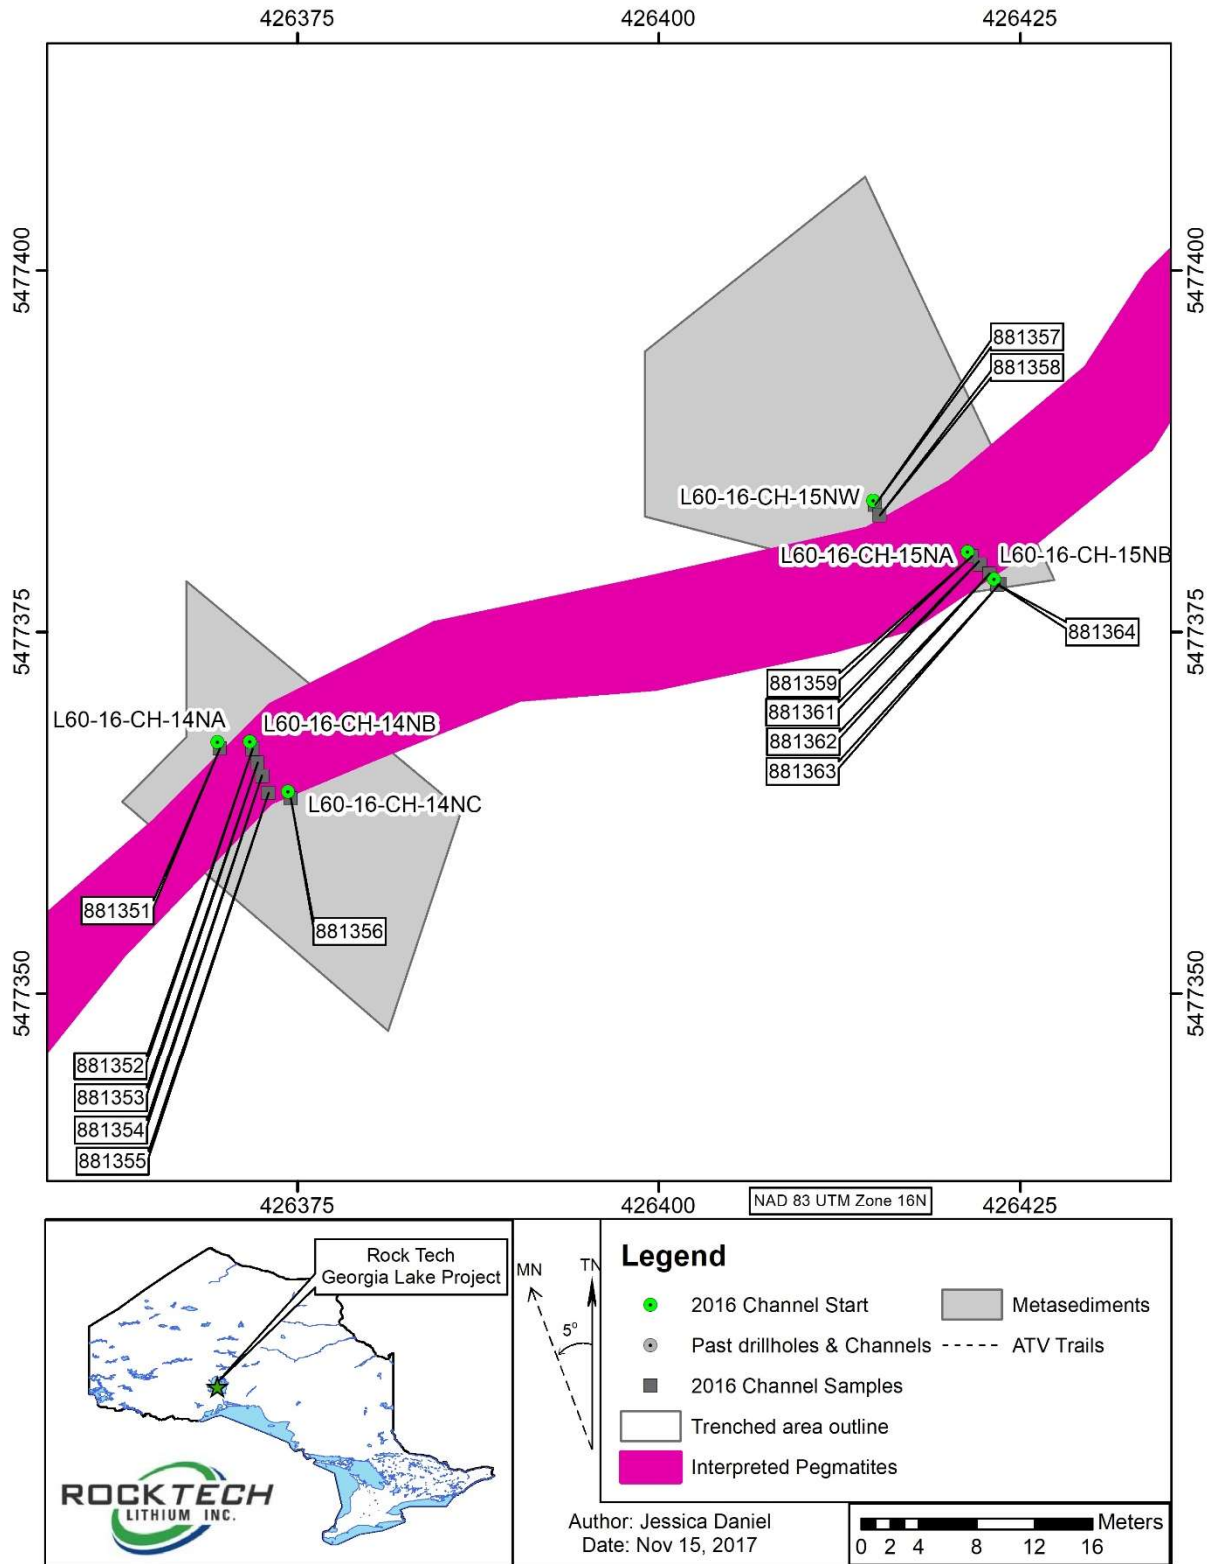 426375
426400
426425
5477400
5477400
881357
881358
L60-16-CH-15NW
L60-16-CH-15NA
L60-16-CH-15NB
5477375
5477375
881364
881359
881361
881362
881363
L60-16-CH-14NA
L60-16-CH-14NB
L60-16-CH-14NC
881351
881356
5477350
5477350
881352
881353
881354
881355
426375
426400
NAD 83 UTM Zone 16N
426425
Rock Tech
Georgia Lake Project
MN
TN
5°
Legend
2016 Channel Start
Metasediments
Past drillholes & Channels
ATV Trails
2016 Channel Samples
Trenched area outline
Interpreted Pegmatites
ROCKTECH
LITHIUM INC.
Author: Jessica Daniel
Date: Nov 15, 2017
Meters
0 2 4 8 12 16